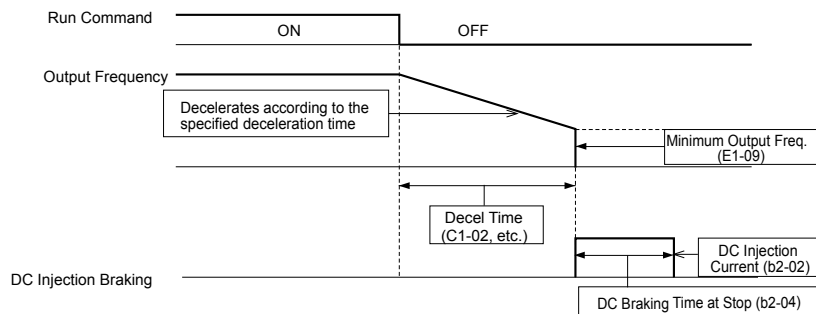 Run Command
ON
OFF
Output Frequency
Decelerates according to the
specified deceleration time
Minimum Output Freq.
(E1-09)
Decel Time
(C1-02, etc.)
DC Injection
Current (b2-02)
DC Injection Braking
DC Braking Time at Stop (b2-04)